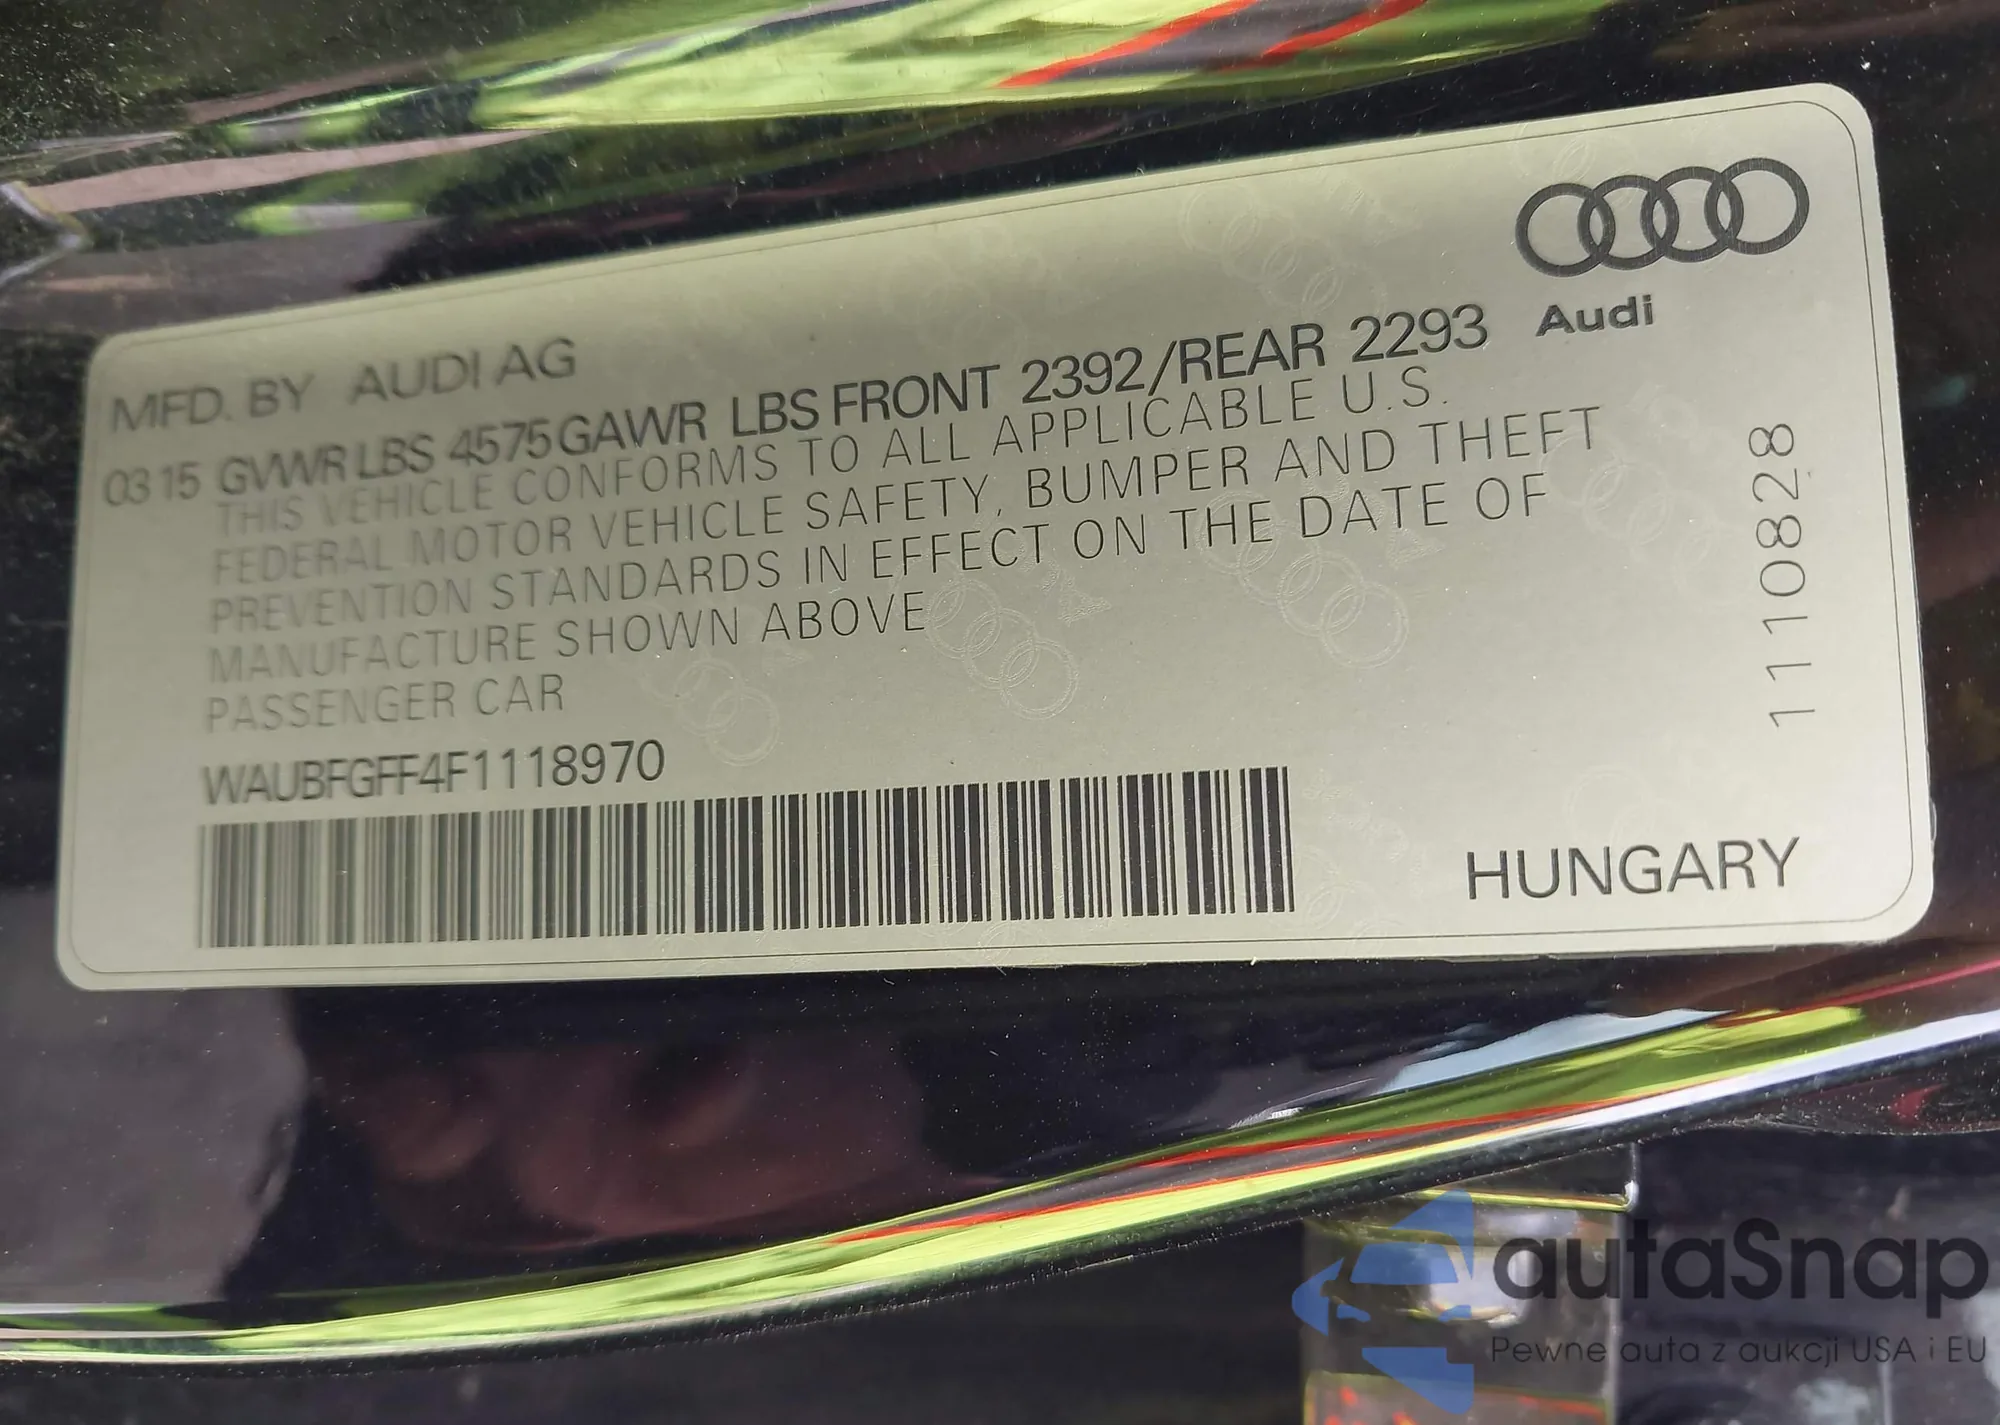 MFD. BY AUDI AG
0315 GVWR LBS 4575 GAWR LBS FRONT 2392/REAR 2293
Audi
THIS VEHICLE CONFORMS TO ALL APPLICABLE U.S.
FEDERAL MOTOR VEHICLE SAFETY, BUMPER AND THEFT
PREVENTION STANDARDS IN EFFECT ON THE DATE OF
MANUFACTURE SHOWN ABOVE
PASSENGER CAR
1110828
WAUBFGFF4F1118970
HUNGARY
autaSnap
Pewne auta z aukcji USA i EU